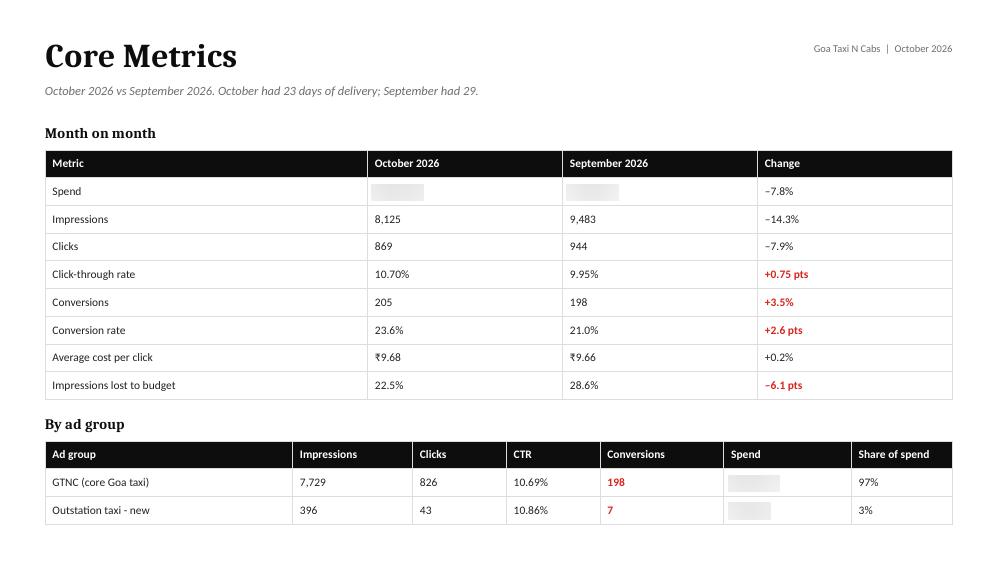 Core Metrics
Goa Taxi N Cabs | October 2026
October 2026 vs September 2026. October had 23 days of delivery; September had 29.
Month on month
Metric October 2026 September 2026 Change
Spend –7.8%
Impressions 8,125 9,483 –14.3%
Clicks 869 944 –7.9%
Click-through rate 10.70% 9.95% +0.75 pts
Conversions 205 198 +3.5%
Conversion rate 23.6% 21.0% +2.6 pts
Average cost per click ₹9.68 ₹9.66 +0.2%
Impressions lost to budget 22.5% 28.6% –6.1 pts
By ad group
Ad group Impressions Clicks CTR Conversions Spend Share of spend
GTNC (core Goa taxi) 7,729 826 10.69% 198 97%
Outstation taxi - new 396 43 10.86% 7 3%